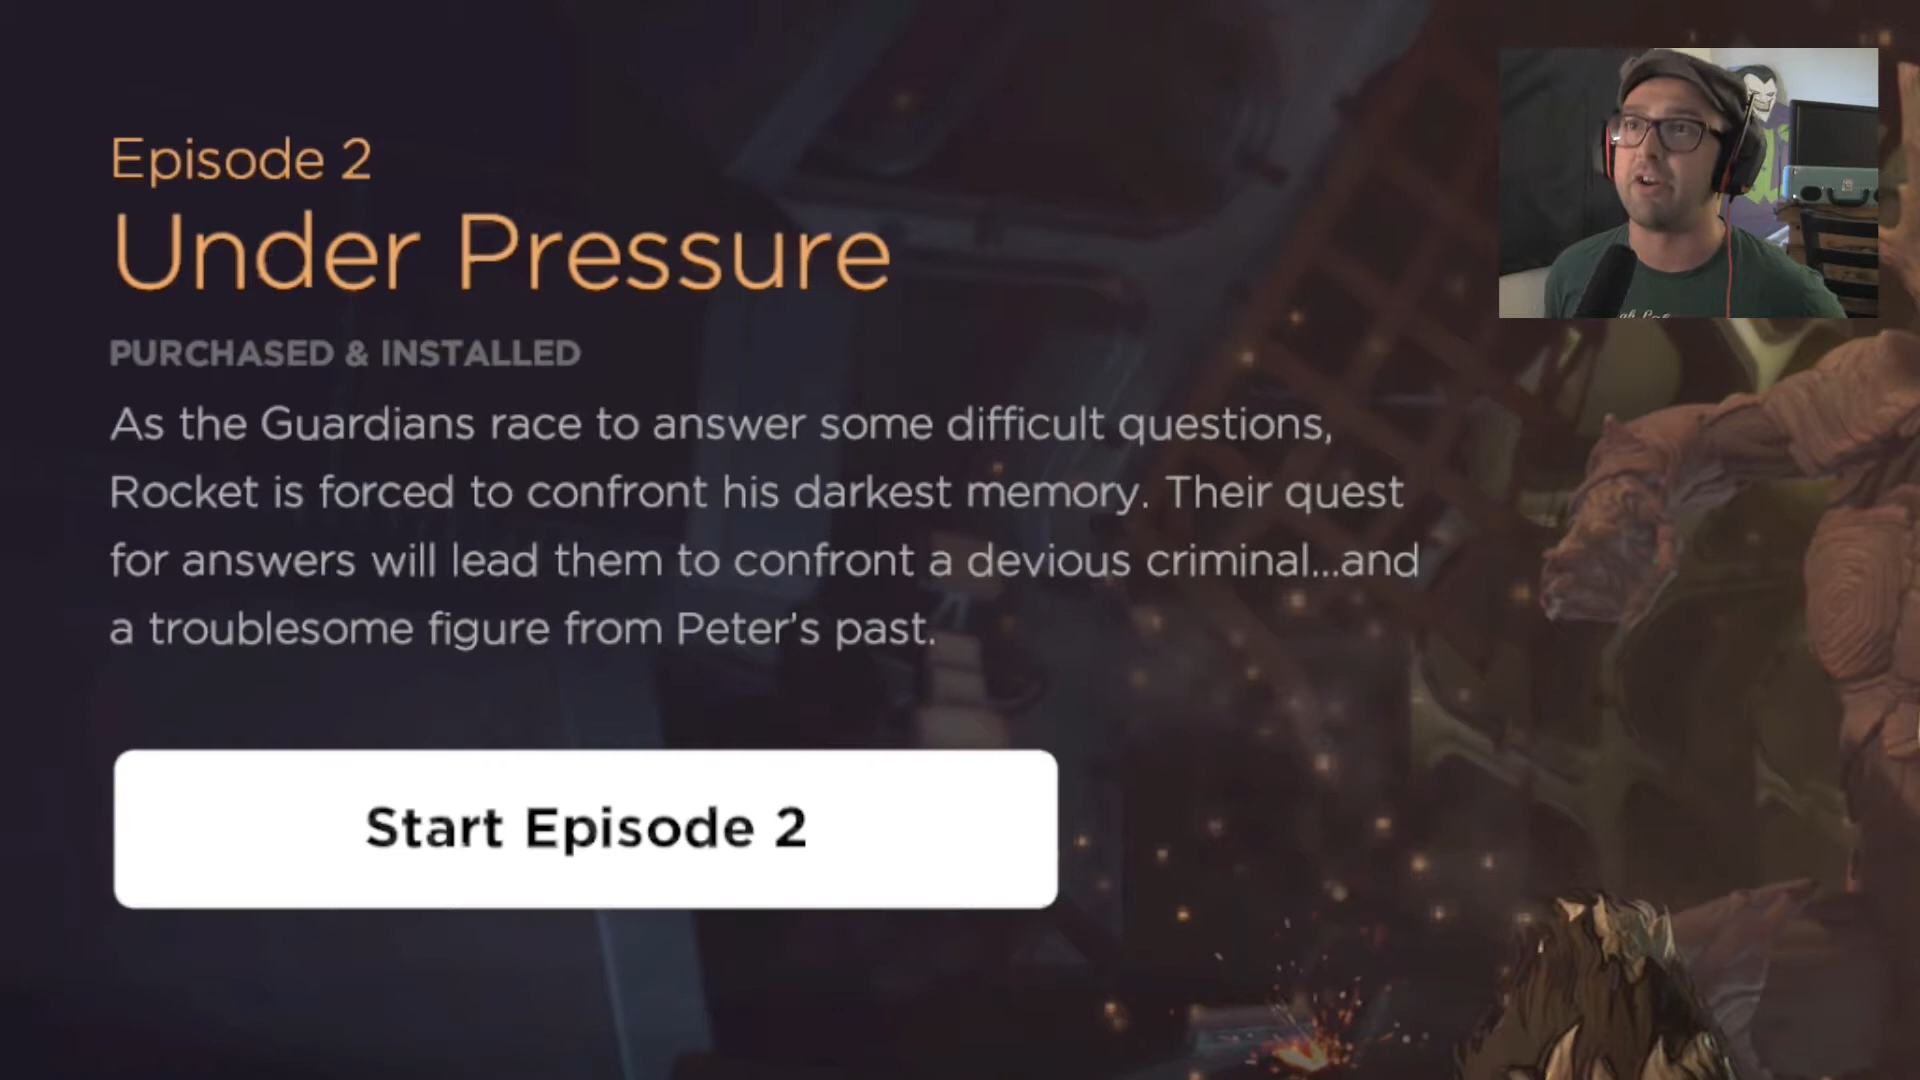 Episode 2
Under Pressure
PURCHASED & INSTALLED
As the Guardians race to answer some difficult questions,
Rocket is forced to confront his darkest memory. Their quest
for answers will lead them to confront a devious criminal...and
a troublesome figure from Peter's past.
Start Episode 2